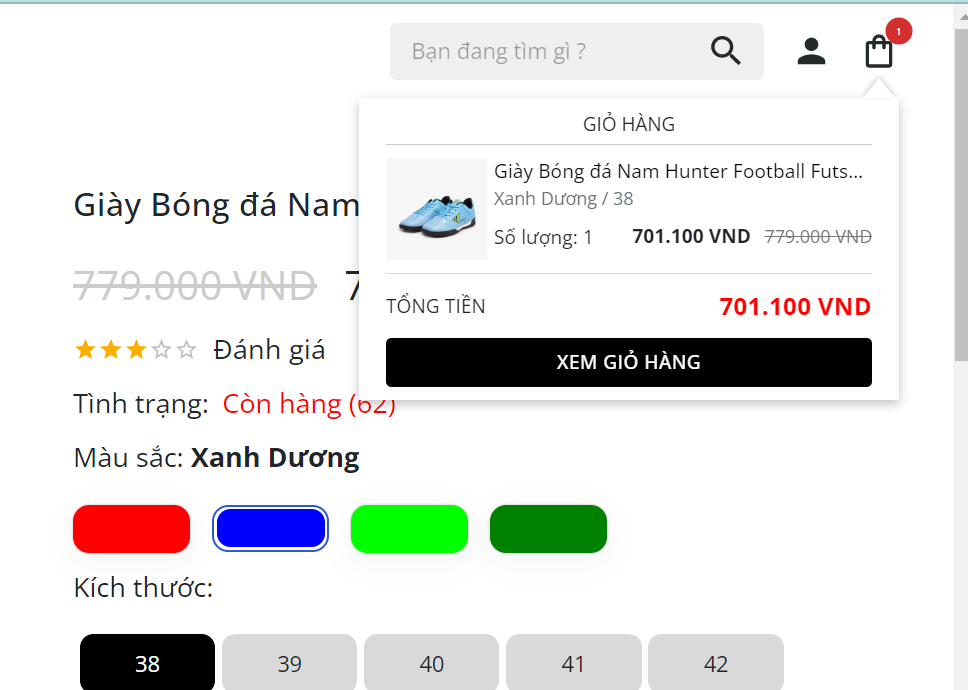 Bạn đang tìm gì ?
1
GIỎ HÀNG
Giày Bóng đá Nam Hunter Football Futs...
Xanh Dương / 38
Số lượng: 1 701.100 VND 779.000 VND
TỔNG TIỀN 701.100 VND
XEM GIỎ HÀNG
Giày Bóng đá Nam
779.000 VND 7
Đánh giá
Tình trạng: Còn hàng (62)
Màu sắc: Xanh Dương
Kích thước:
38 39 40 41 42